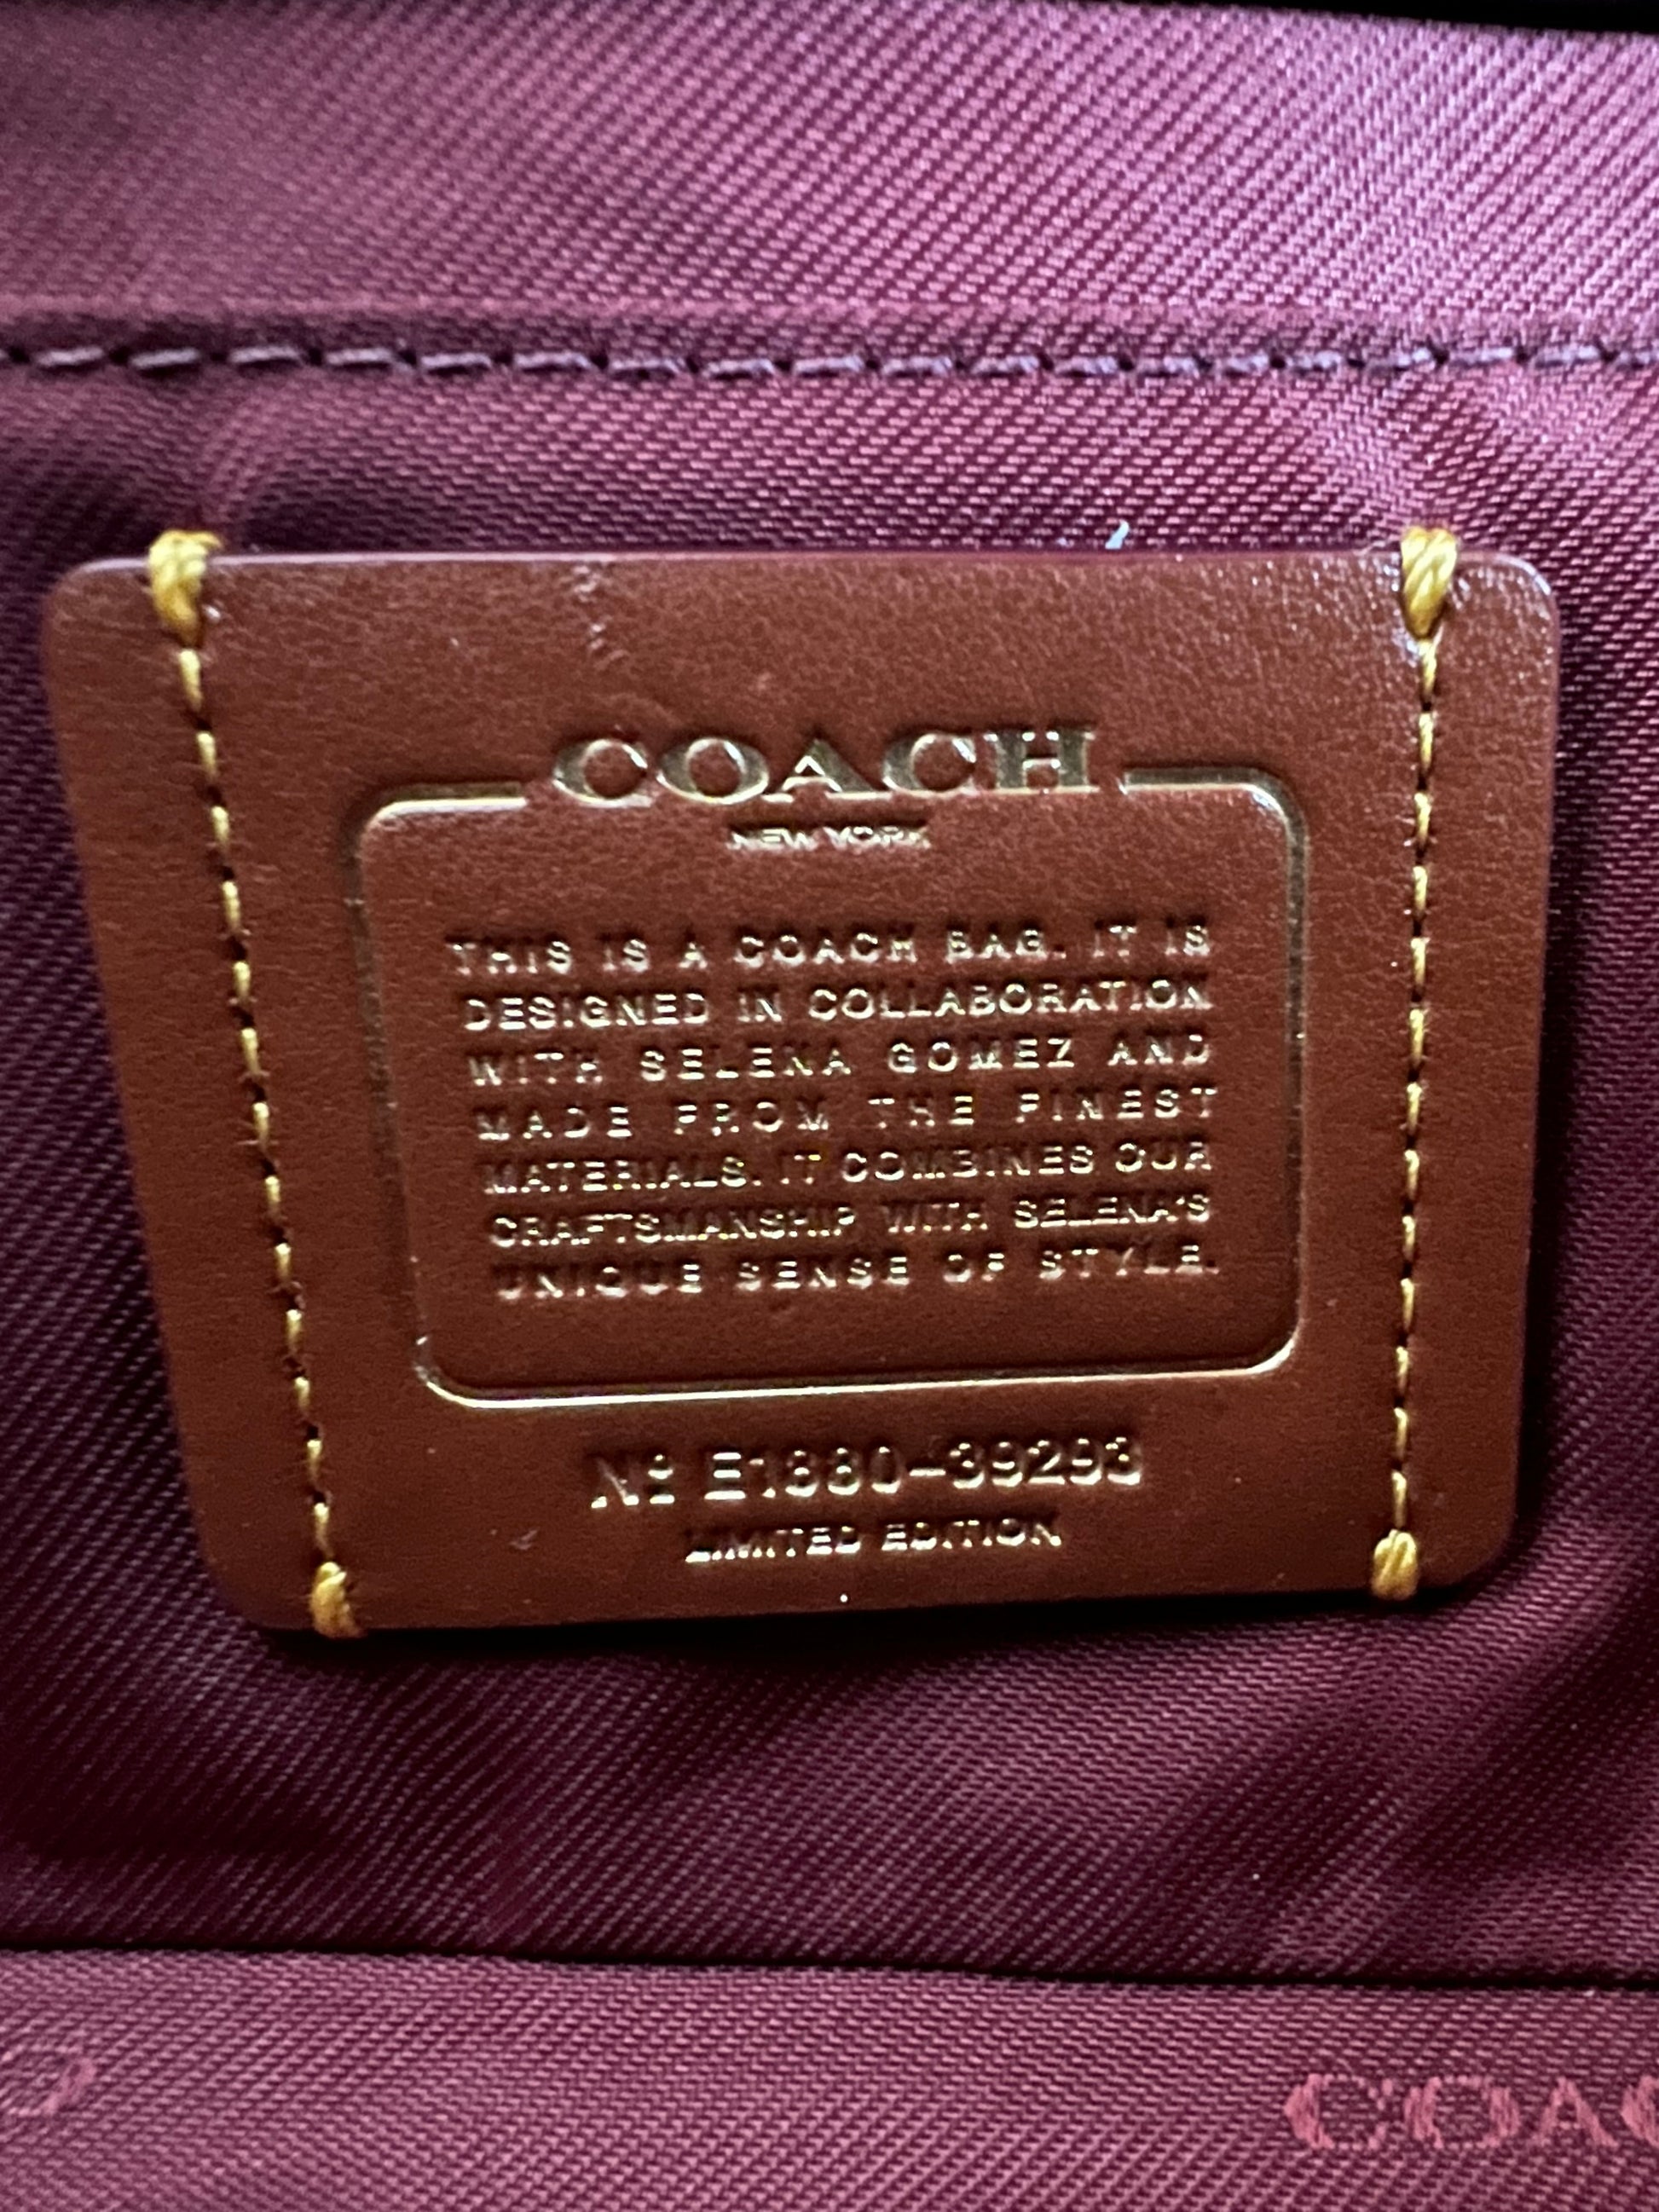 COACH
NEW YORK
THIS IS A COACH BAG. IT IS
DESIGNED IN COLLABORATION
WITH SELENA GOMEZ AND
MADE FROM THE FINEST
MATERIALS. IT COMBINES OUR
CRAFTSMANSHIP WITH SELENA'S
UNIQUE SENSE OF STYLE.
Nº E1880-39293
LIMITED EDITION